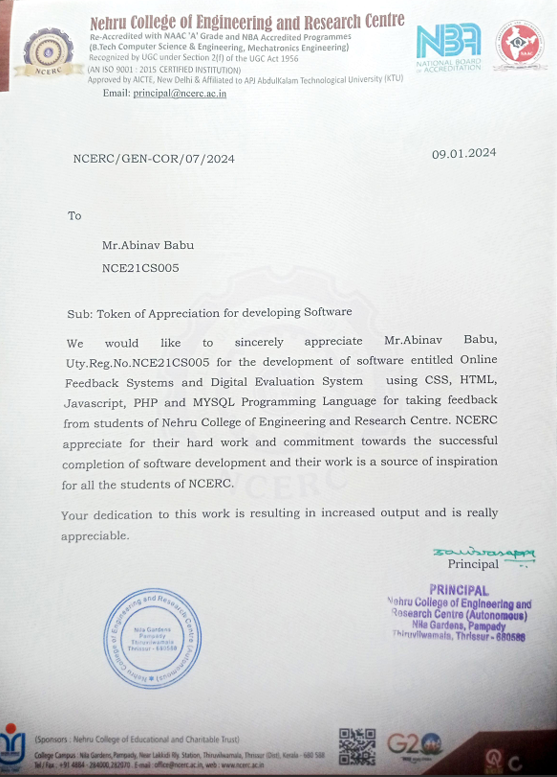 Nehru College of Engineering and Research Centre
Re-Accredited with NAAC 'A' Grade and NBA Accredited Programmes
(B.Tech Computer Science & Engineering, Mechatronics Engineering)
Recognized by UGC under Section 2(f) of the UGC Act 1956
(AN ISO 9001 : 2015 CERTIFIED INSTITUTION)
Approved by AICTE, New Delhi & Affiliated to APJ AbdulKalam Technological University (KTU)
Email: principal@ncerc.ac.in
NCERC
NBA
NATIONAL BOARD
OF ACCREDITATION
NAAC
NCERC/GEN-COR/07/2024
09.01.2024
To
Mr.Abinav Babu
NCE21CS005
Sub: Token of Appreciation for developing Software
We would like to sincerely appreciate Mr.Abinav Babu,
Uty.Reg.No.NCE21CS005 for the development of software entitled Online
Feedback Systems and Digital Evaluation System using CSS, HTML,
Javascript, PHP and MYSQL Programming Language for taking feedback
from students of Nehru College of Engineering and Research Centre. NCERC
appreciate for their hard work and commitment towards the successful
completion of software development and their work is a source of inspiration
for all the students of NCERC.
NCERC
Your dedication to this work is resulting in increased output and is really
appreciable.
Principal
PRINCIPAL
Nehru College of Engineering and
Research Centre (Autonomous)
Nila Gardens, Pampady
Thiruvilwamala, Thrissur - 680588
Nehru College of Engineering and Research Centre (Autonomous)
Nila Gardens
Pampady
Thiruvilwamala
Thrissur - 680588
(Sponsors : Nehru College of Educational and Charitable Trust)
College Campus : Nila Gardens, Pampady, Near Lakkidi Rly. Station, Thiruvilwamala, Thrissur (Dist), Kerala - 680 588
Tel / Fax : +91 4884 - 284000,282070 . E-mail : office@ncerc.ac.in, web : www.ncerc.ac.in
G20